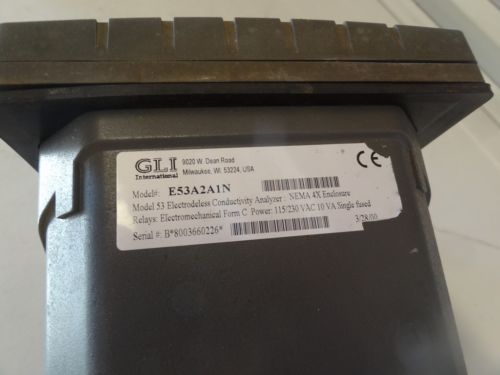 GLI
International
9020 W. Dean Road
Milwaukee, WI. 53224, USA
CE
Model#: E53A2A1N
Model 53 Electrodeless Conductivity Analyzer : NEMA 4X Enclosure
Relays: Electromechanical Form C Power: 115/230 VAC 10 VA Single fused
Serial #: B*8003660226*
3/28/00